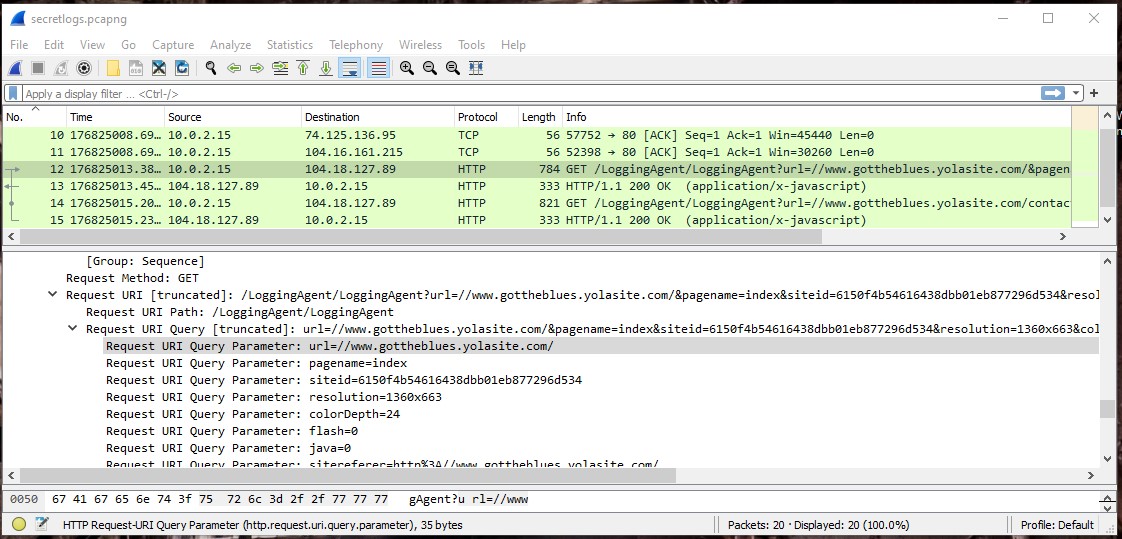 secretlogs.pcapng
File Edit View Go Capture Analyze Statistics Telephony Wireless Tools Help
Apply a display filter ... <Ctrl-/>
No. Time Source Destination Protocol Length Info
10 176825008.69... 10.0.2.15 74.125.136.95 TCP 56 57752 → 80 [ACK] Seq=1 Ack=1 Win=45440 Len=0
11 176825008.69... 10.0.2.15 104.16.161.215 TCP 56 52398 → 80 [ACK] Seq=1 Ack=1 Win=30260 Len=0
12 176825013.38... 10.0.2.15 104.18.127.89 HTTP 784 GET /LoggingAgent/LoggingAgent?url=//www.gottheblues.yolasite.com/&pagen
13 176825013.45... 104.18.127.89 10.0.2.15 HTTP 333 HTTP/1.1 200 OK (application/x-javascript)
14 176825015.20... 10.0.2.15 104.18.127.89 HTTP 821 GET /LoggingAgent/LoggingAgent?url=//www.gottheblues.yolasite.com/contac
15 176825015.23... 104.18.127.89 10.0.2.15 HTTP 333 HTTP/1.1 200 OK (application/x-javascript)
[Group: Sequence]
Request Method: GET
Request URI [truncated]: /LoggingAgent/LoggingAgent?url=//www.gottheblues.yolasite.com/&pagename=index&siteid=6150f4b54616438dbb01eb877296d534&resol
Request URI Path: /LoggingAgent/LoggingAgent
Request URI Query [truncated]: url=//www.gottheblues.yolasite.com/&pagename=index&siteid=6150f4b54616438dbb01eb877296d534&resolution=1360x663&col
Request URI Query Parameter: url=//www.gottheblues.yolasite.com/
Request URI Query Parameter: pagename=index
Request URI Query Parameter: siteid=6150f4b54616438dbb01eb877296d534
Request URI Query Parameter: resolution=1360x663
Request URI Query Parameter: colorDepth=24
Request URI Query Parameter: flash=0
Request URI Query Parameter: java=0
Request URI Query Parameter: sitereferer=http%3A//www.gottheblues.yolasite.com/
0050 67 41 67 65 6e 74 3f 75 72 6c 3d 2f 2f 77 77 77 gAgent?u rl=//www
HTTP Request-URI Query Parameter (http.request.uri.query.parameter), 35 bytes Packets: 20 · Displayed: 20 (100.0%) Profile: Default